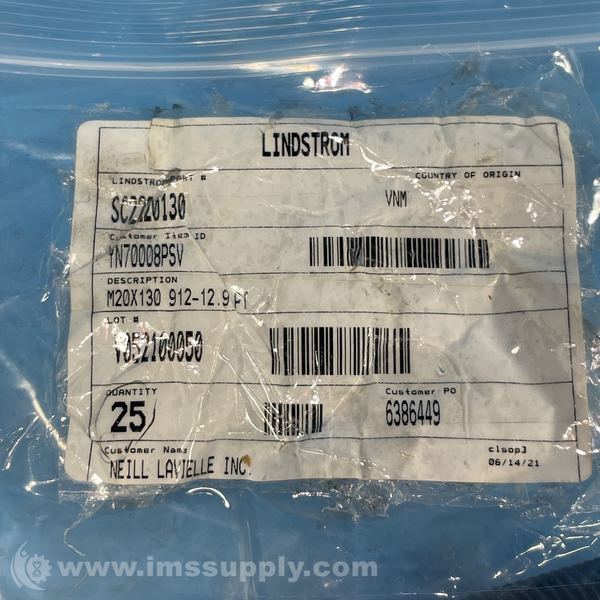 LINDSTROM
LINDSTROM PART # COUNTRY OF ORIGIN
SC2220130 VNM
Customer Item ID
YN70008PSV
DESCRIPTION
M20X130 912-12.9 PT
LOT #
V052100050
QUANTITY Customer PO
25 6386449
Customer Name clsop3
NEILL LAVIELLE INC. 06/14/21
www.imssupply.com